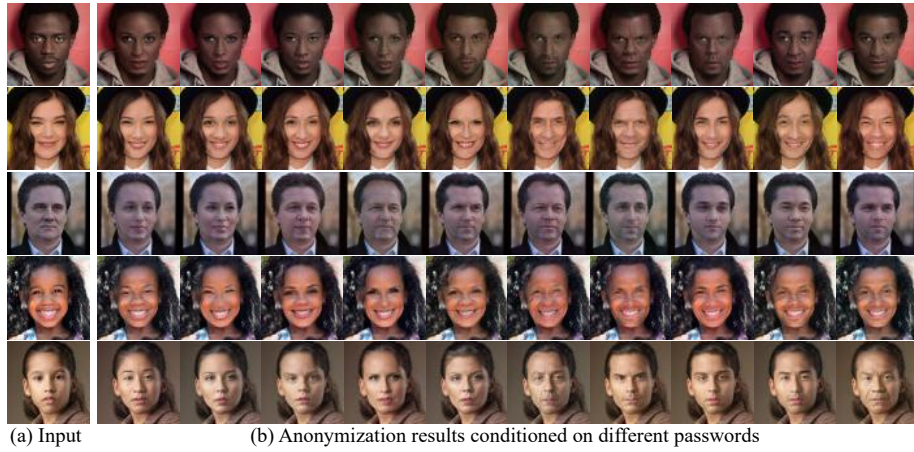 (a) Input
(b) Anonymization results conditioned on different passwords